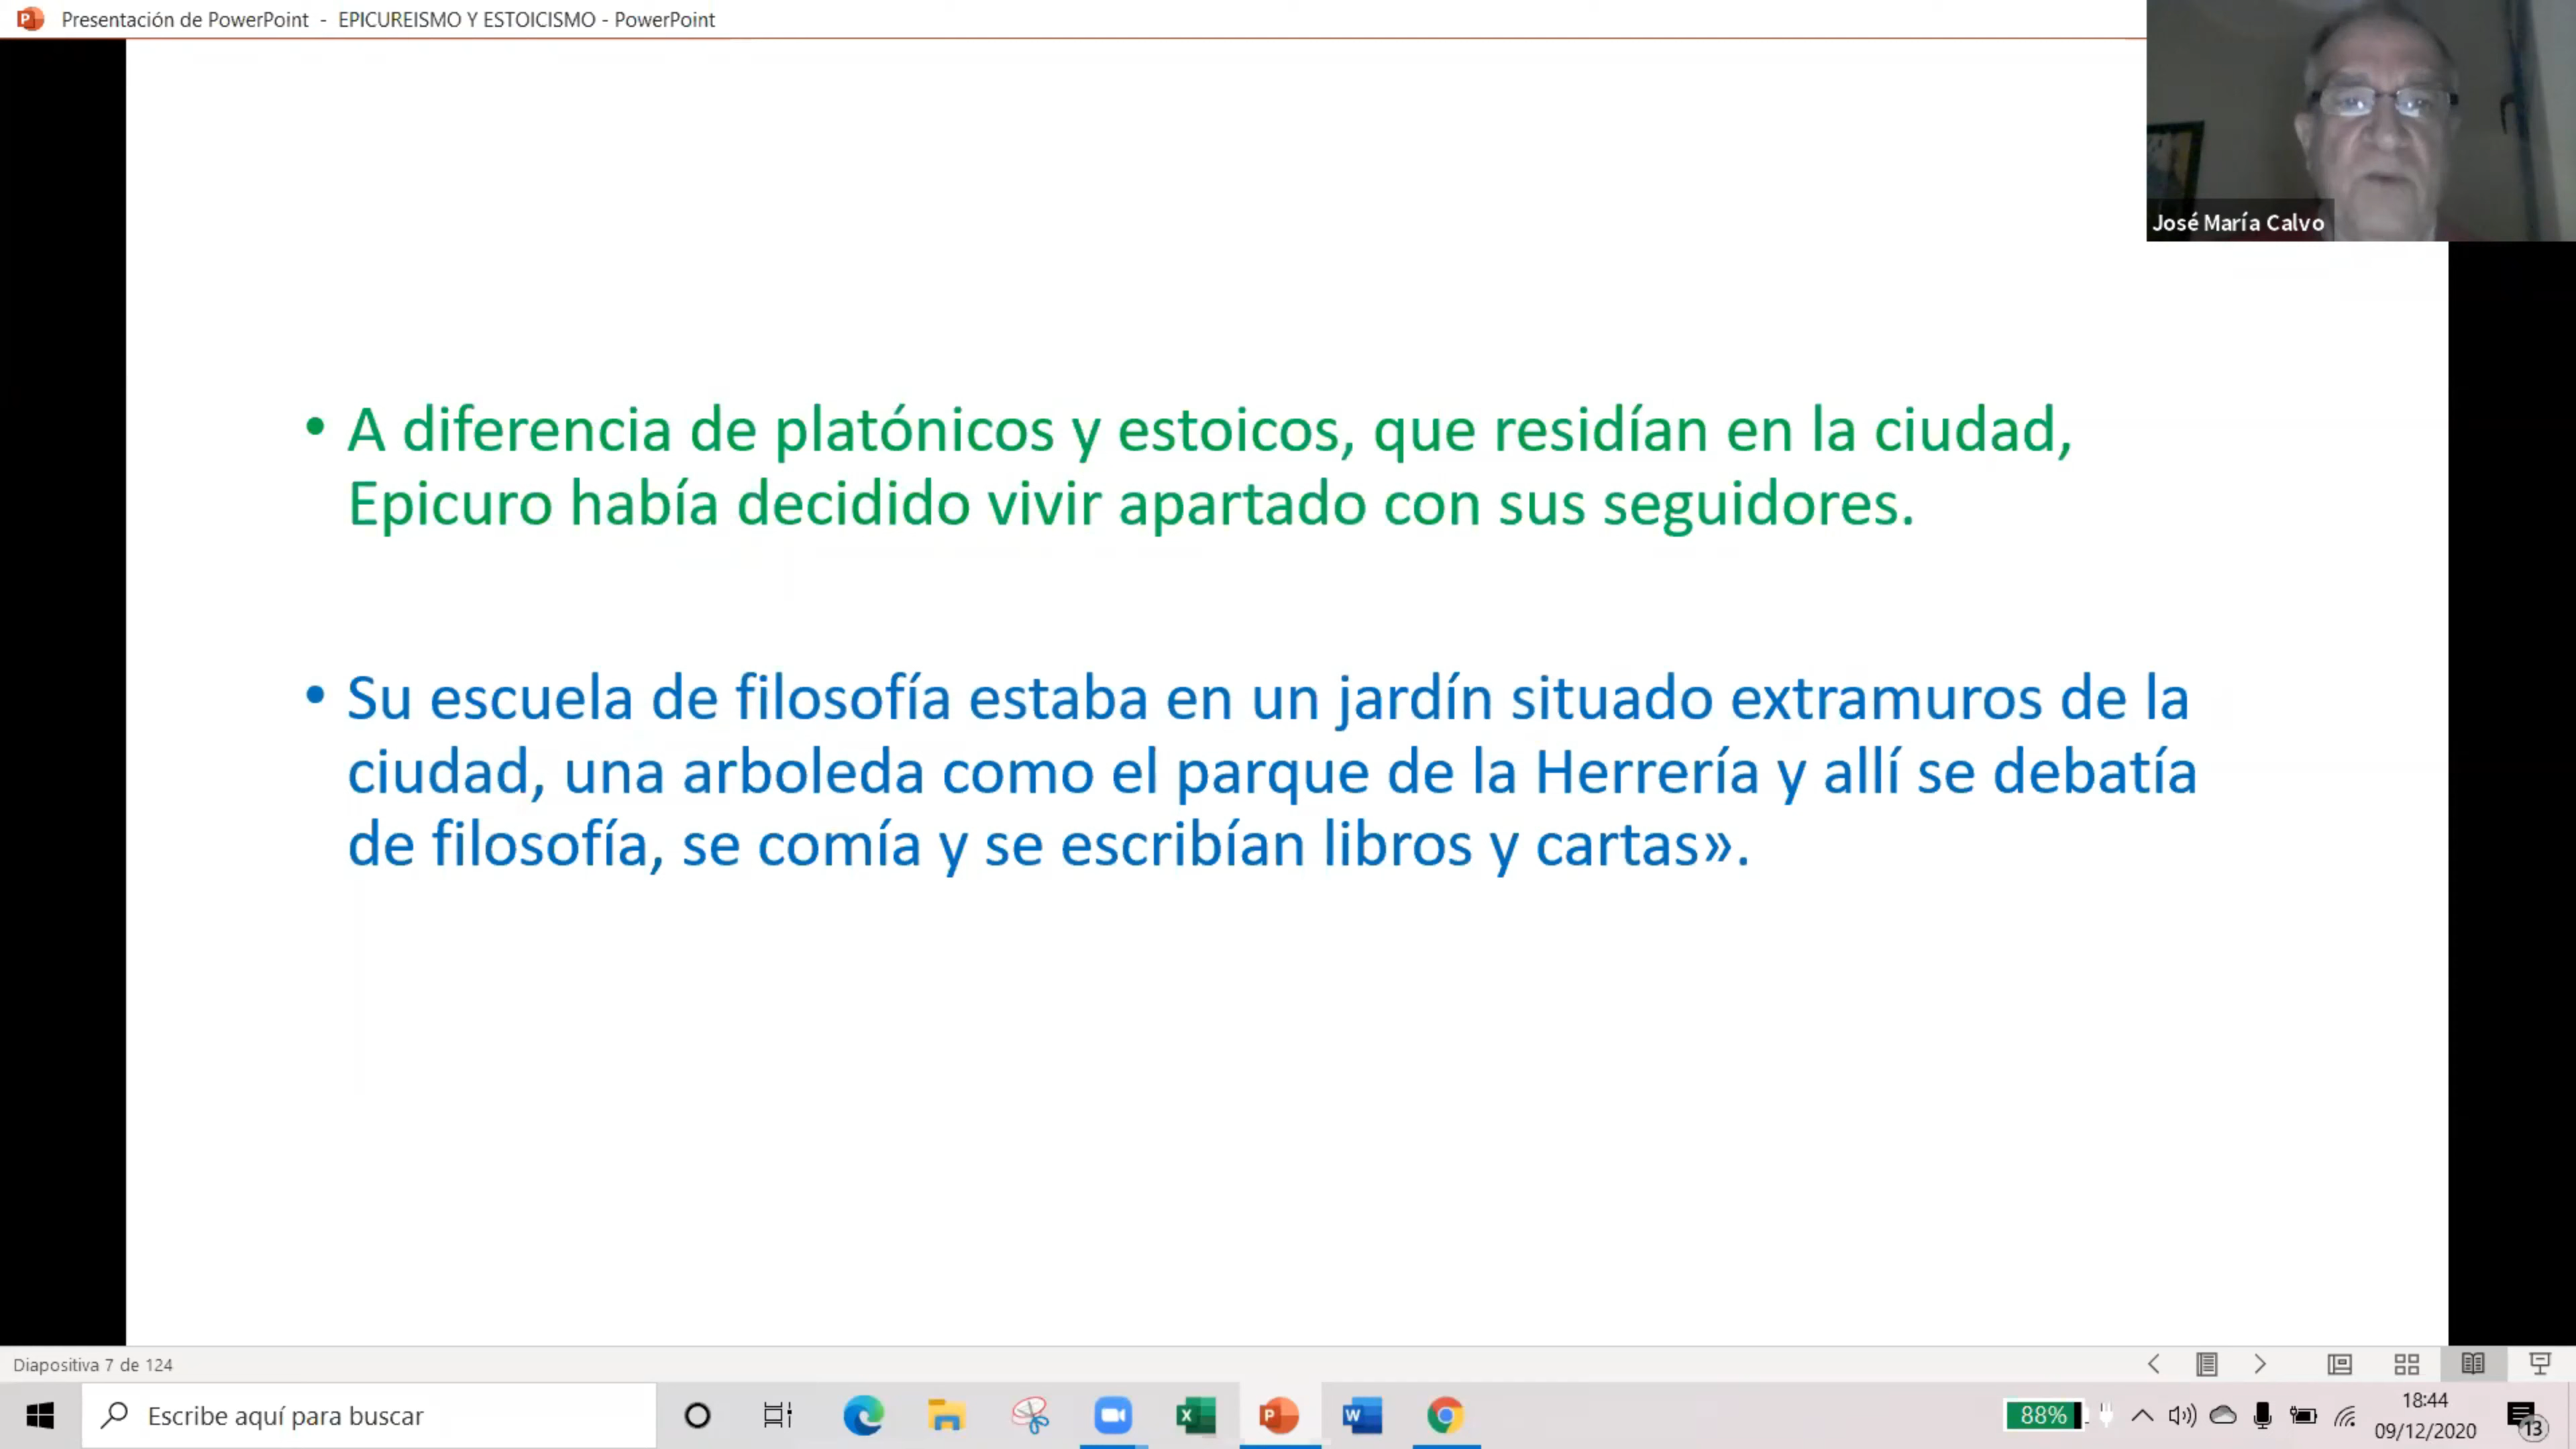 Presentación de PowerPoint - EPICUREISMO Y ESTOICISMO - PowerPoint
José María Calvo
• A diferencia de platónicos y estoicos, que residían en la ciudad,
Epicuro había decidido vivir apartado con sus seguidores.
• Su escuela de filosofía estaba en un jardín situado extramuros de la
ciudad, una arboleda como el parque de la Herrería y allí se debatía
de filosofía, se comía y se escribían libros y cartas».
Diapositiva 7 de 124
Escribe aquí para buscar
88%
18:44
09/12/2020
13